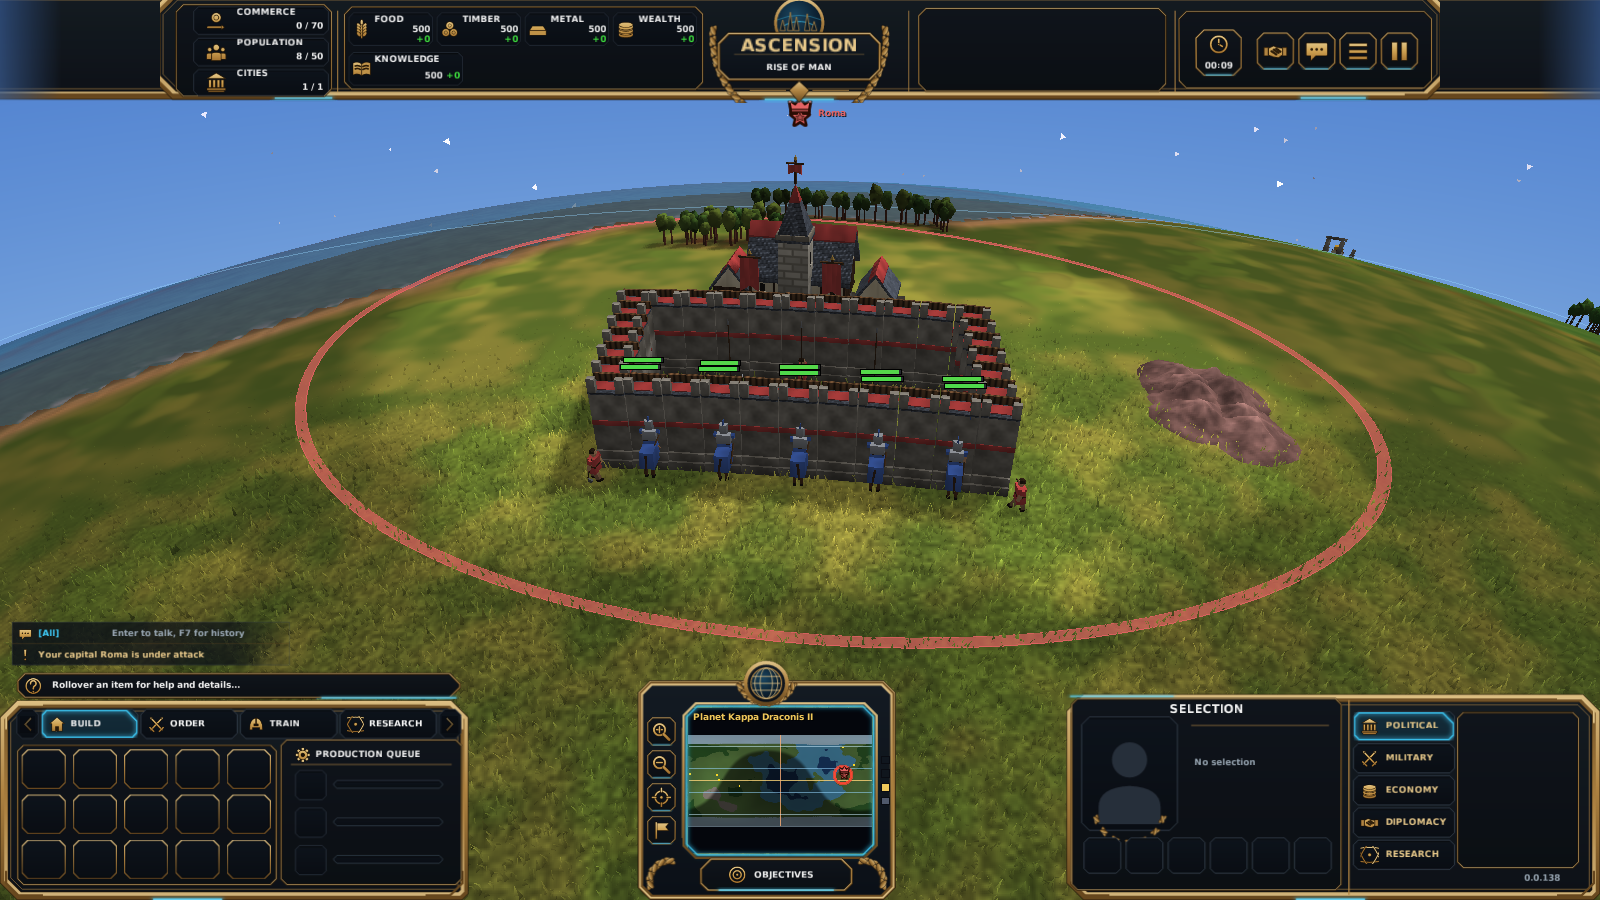 COMMERCE
0 / 70
POPULATION
8 / 50
CITIES
1 / 1
FOOD
500
+0
TIMBER
500
+0
METAL
500
+0
WEALTH
500
+0
KNOWLEDGE
500 +0
ASCENSION
RISE OF MAN
00:09
Roma
[All] Enter to talk, F7 for history
! Your capital Roma is under attack
? Rollover an item for help and details...
BUILD
ORDER
TRAIN
RESEARCH
PRODUCTION QUEUE
Planet Kappa Draconis II
OBJECTIVES
SELECTION
No selection
POLITICAL
MILITARY
ECONOMY
DIPLOMACY
RESEARCH
0.0.138